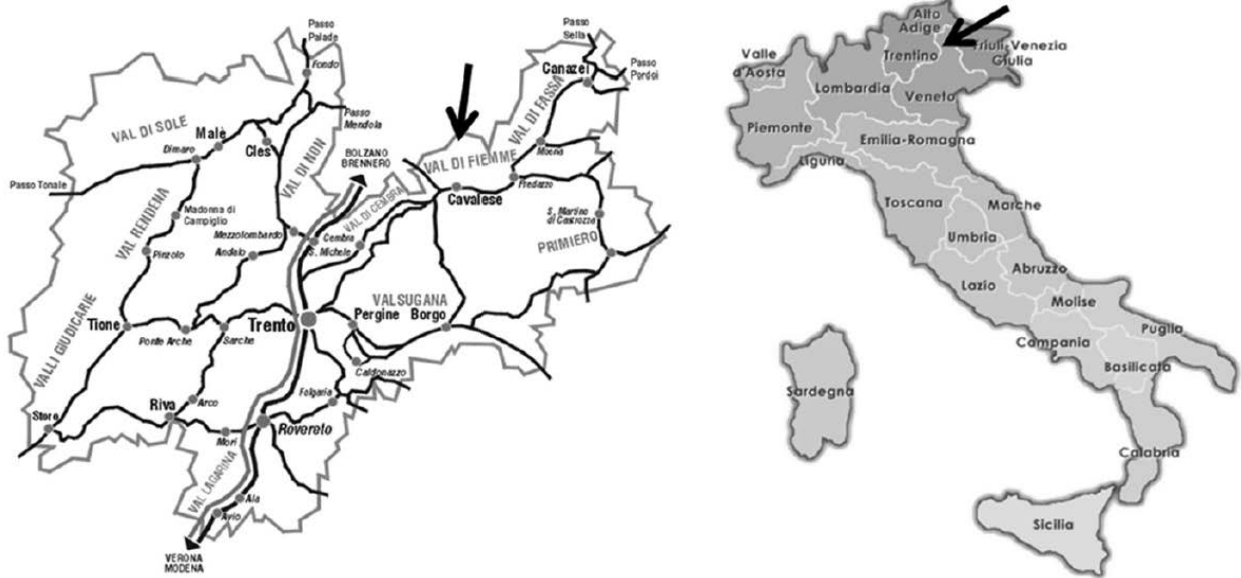 Passo
Palade
Fondo
Passo
Mendola
VAL DI SOLE
Malè
Dimaro
Cles
VAL DI NON
BOLZANO
BRENNERO
Passo Tonale
VAL RENDENA
Madonna di
Campiglio
Mezzolombardo
Pinzolo
Andalo
Cembra
S. Michele
VAL DI CEMBRA
VALLI GIUDICARIE
Tione
Ponte Arche
Sarche
Trento
Storo
Riva
Arco
Mori
Rovereto
Folgaria
VAL LAGARINA
Ala
Avio
VERONA
MODENA
Passo
Sella
Canazei
Passo
Pordoi
VAL DI FASSA
VAL DI FIEMME
Moena
Predazzo
Cavalese
S. Martino
di Castrozza
PRIMIERO
VALSUGANA
Pergine
Borgo
Caldonazzo
Alto
Adige
Trentino
Friuli-Venezia
Giulia
Valle
d'Aosta
Lombardia
Veneto
Piemonte
Emilia-Romagna
Liguria
Toscana
Marche
Umbria
Abruzzo
Lazio
Molise
Campania
Puglia
Basilicata
Sardegna
Calabria
Sicilia